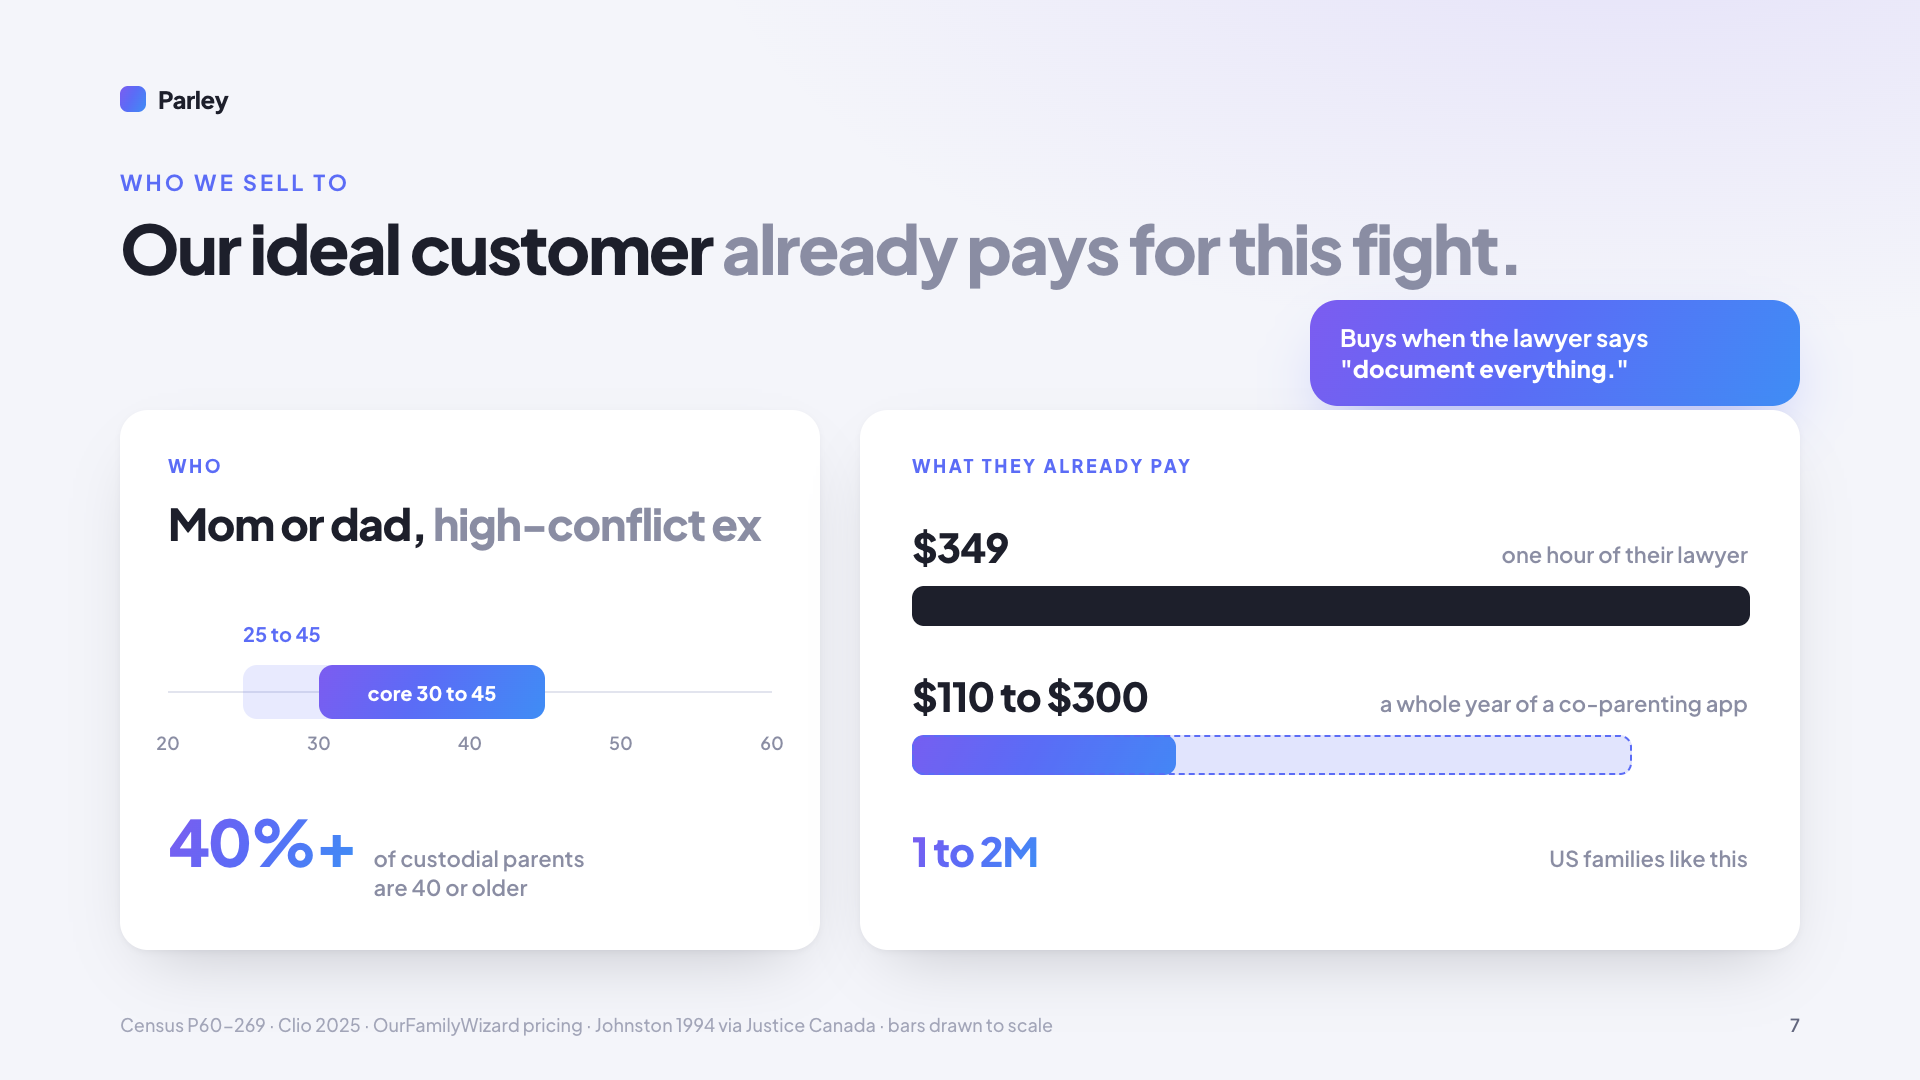 Parley
WHO WE SELL TO
Our ideal customer already pays for this fight.
Buys when the lawyer says
"document everything."
WHO
Mom or dad, high-conflict ex
25 to 45
core 30 to 45
20 30 40 50 60
40%+ of custodial parents
are 40 or older
WHAT THEY ALREADY PAY
$349 one hour of their lawyer
$110 to $300 a whole year of a co-parenting app
1 to 2M US families like this
Census P60-269 · Clio 2025 · OurFamilyWizard pricing · Johnston 1994 via Justice Canada · bars drawn to scale
7